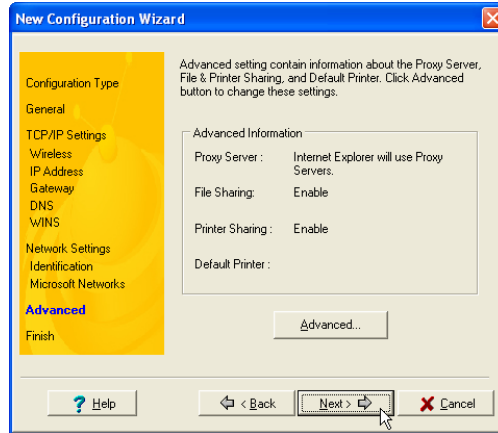 New Configuration Wizard
Configuration Type
General
TCP/IP Settings
Wireless
IP Address
Gateway
DNS
WINS
Network Settings
Identification
Microsoft Networks
Advanced
Finish
Advanced setting contain information about the Proxy Server,
File & Printer Sharing, and Default Printer. Click Advanced
button to change these settings.
Advanced Information
Proxy Server : Internet Explorer will use Proxy
Servers.
File Sharing: Enable
Printer Sharing : Enable
Default Printer :
Advanced...
? Help
< Back
Next >
Cancel